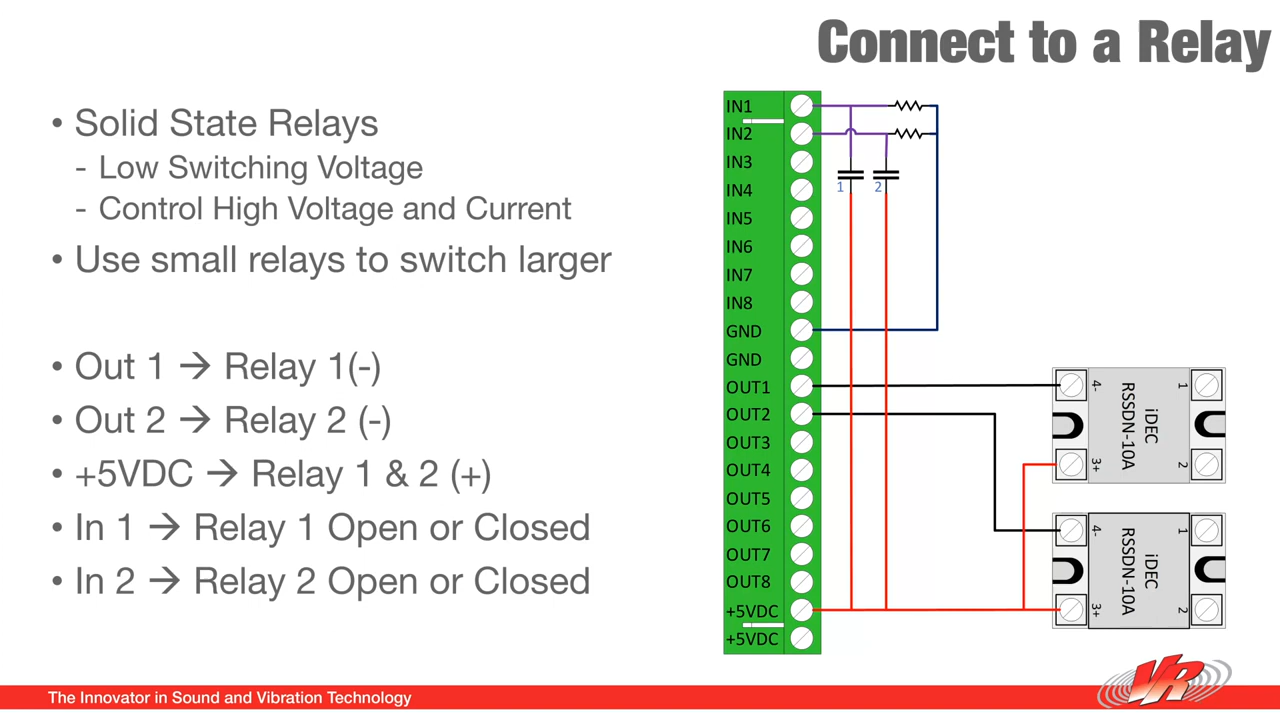 Connect to a Relay
• Solid State Relays
- Low Switching Voltage
- Control High Voltage and Current
• Use small relays to switch larger
• Out 1 → Relay 1(-)
• Out 2 → Relay 2 (-)
• +5VDC → Relay 1 & 2 (+)
• In 1 → Relay 1 Open or Closed
• In 2 → Relay 2 Open or Closed
IN1
IN2
IN3
IN4
IN5
IN6
IN7
IN8
GND
GND
OUT1
OUT2
OUT3
OUT4
OUT5
OUT6
OUT7
OUT8
+5VDC
+5VDC
1
2
4-
1
iDEC
RSSDN-10A
3+
2
4-
1
iDEC
RSSDN-10A
3+
2
The Innovator in Sound and Vibration Technology
VR